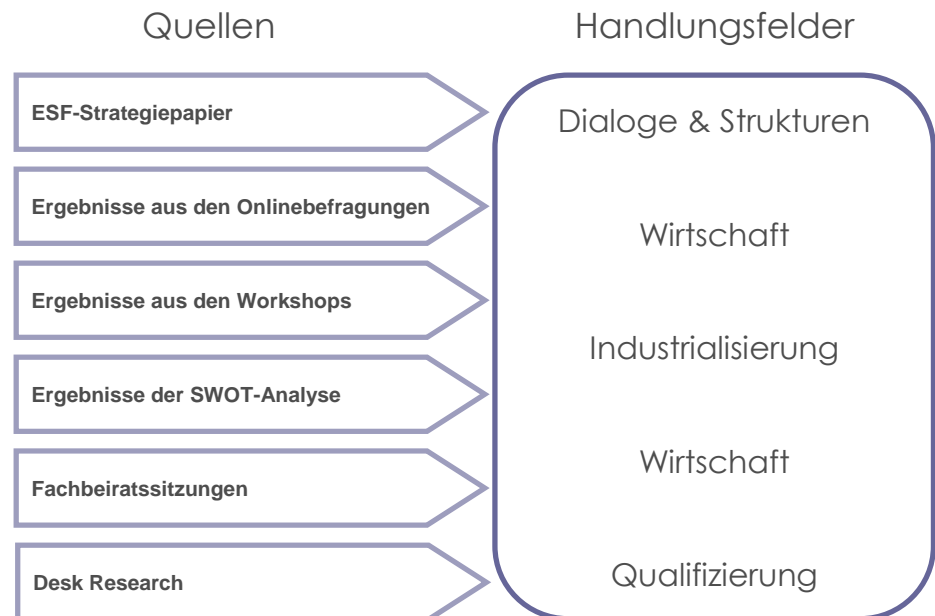 Quellen
ESF-Strategiepapier
Ergebnisse aus den Onlinebefragungen
Ergebnisse aus den Workshops
Ergebnisse der SWOT-Analyse
Fachbeiratssitzungen
Desk Research
Handlungsfelder
Dialoge & Strukturen
Wirtschaft
Industrialisierung
Wirtschaft
Qualifizierung